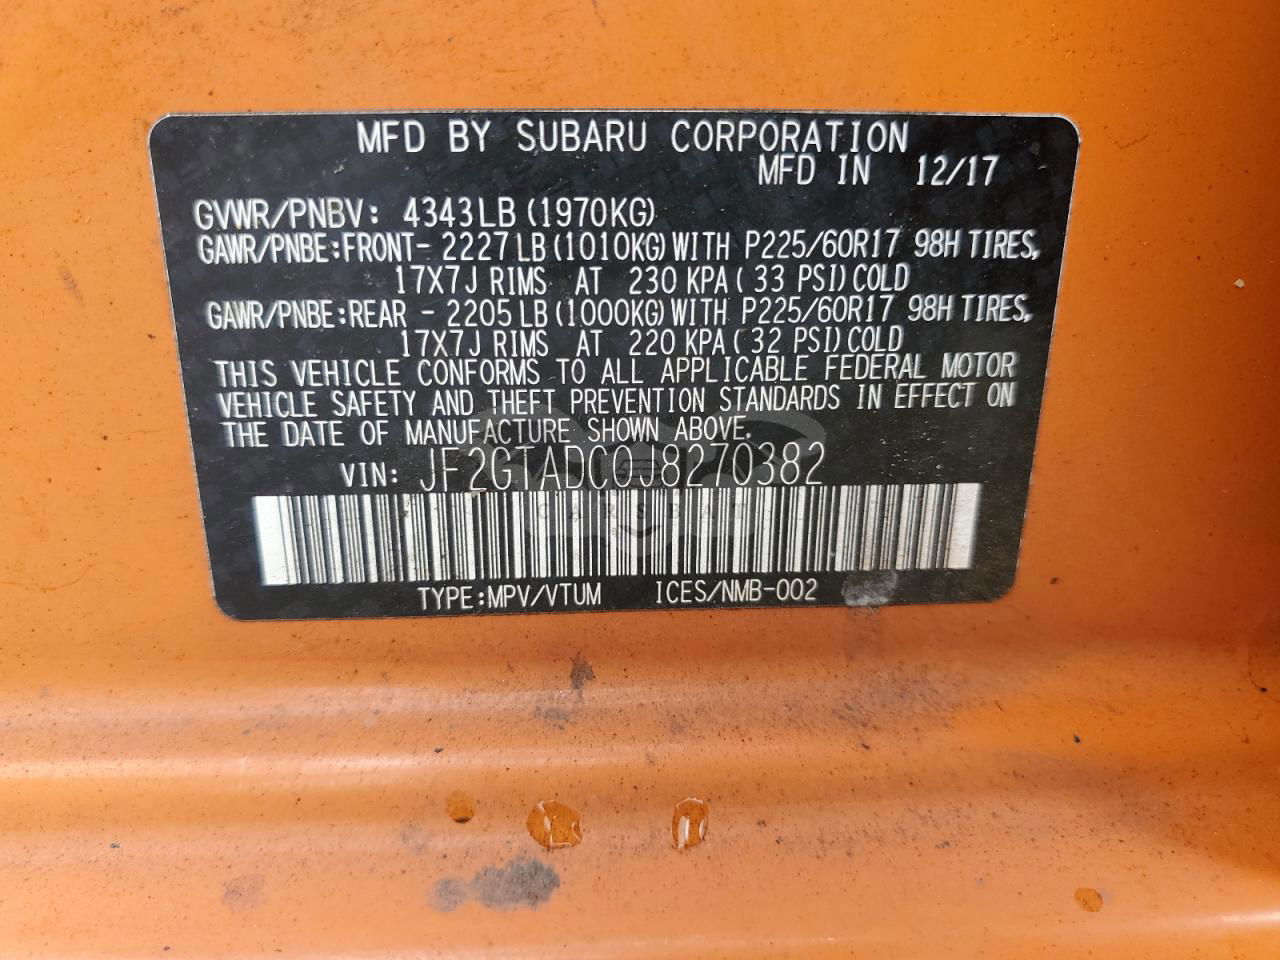 MFD BY SUBARU CORPORATION
MFD IN 12/17
GVWR/PNBV: 4343LB(1970KG)
GAWR/PNBE:FRONT- 2227LB(1010KG)WITH P225/60R17 98H TIRES,
17X7J RIMS AT 230 KPA(33 PSI)COLD
GAWR/PNBE:REAR - 2205LB(1000KG)WITH P225/60R17 98H TIRES,
17X7J RIMS AT 220 KPA(32 PSI)COLD
THIS VEHICLE CONFORMS TO ALL APPLICABLE FEDERAL MOTOR
VEHICLE SAFETY AND THEFT PREVENTION STANDARDS IN EFFECT ON
THE DATE OF MANUFACTURE SHOWN ABOVE.
VIN: JF2GTADC0J8270382
CARSBAT
TYPE:MPV/VTUM ICES/NMB-002